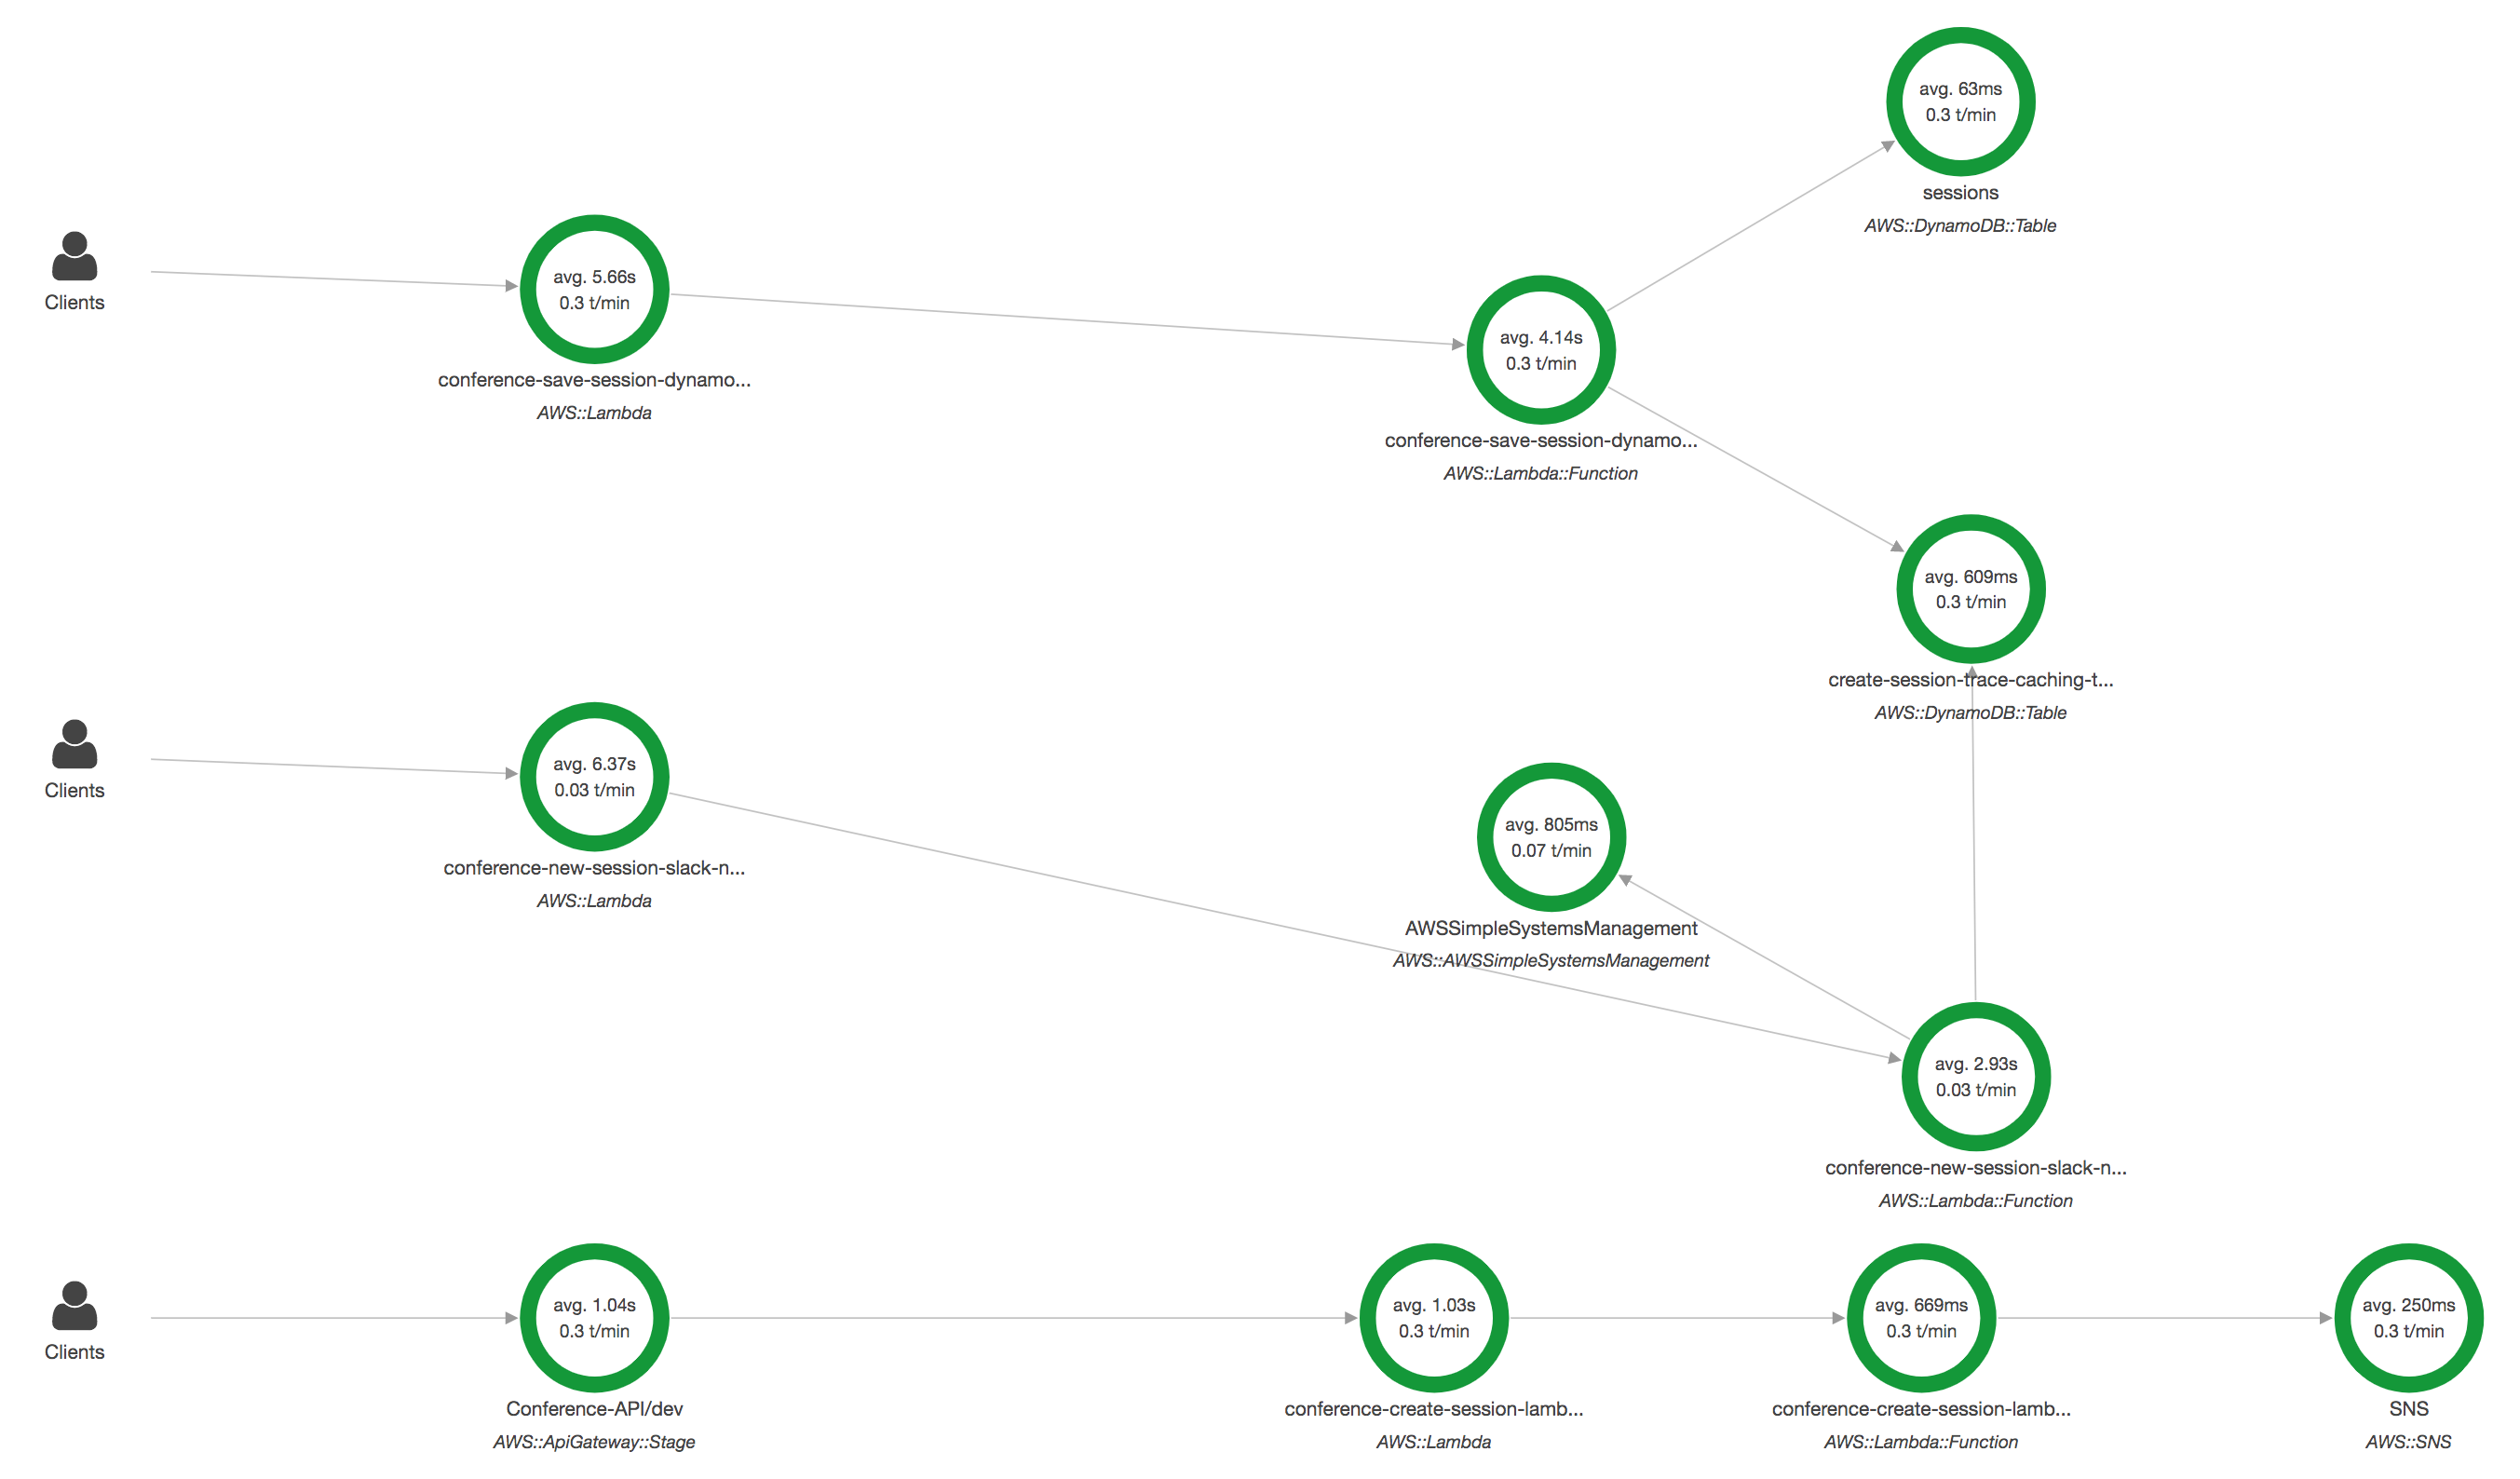 avg. 63ms
0.3 t/min
sessions
AWS::DynamoDB::Table
Clients
avg. 5.66s
0.3 t/min
conference-save-session-dynamo...
AWS::Lambda
avg. 4.14s
0.3 t/min
conference-save-session-dynamo...
AWS::Lambda::Function
avg. 609ms
0.3 t/min
create-session-trace-caching-t...
AWS::DynamoDB::Table
Clients
avg. 6.37s
0.03 t/min
conference-new-session-slack-n...
AWS::Lambda
avg. 805ms
0.07 t/min
AWSSimpleSystemsManagement
AWS::AWSSimpleSystemsManagement
avg. 2.93s
0.03 t/min
conference-new-session-slack-n...
AWS::Lambda::Function
Clients
avg. 1.04s
0.3 t/min
Conference-API/dev
AWS::ApiGateway::Stage
avg. 1.03s
0.3 t/min
conference-create-session-lamb...
AWS::Lambda
avg. 669ms
0.3 t/min
conference-create-session-lamb...
AWS::Lambda::Function
avg. 250ms
0.3 t/min
SNS
AWS::SNS